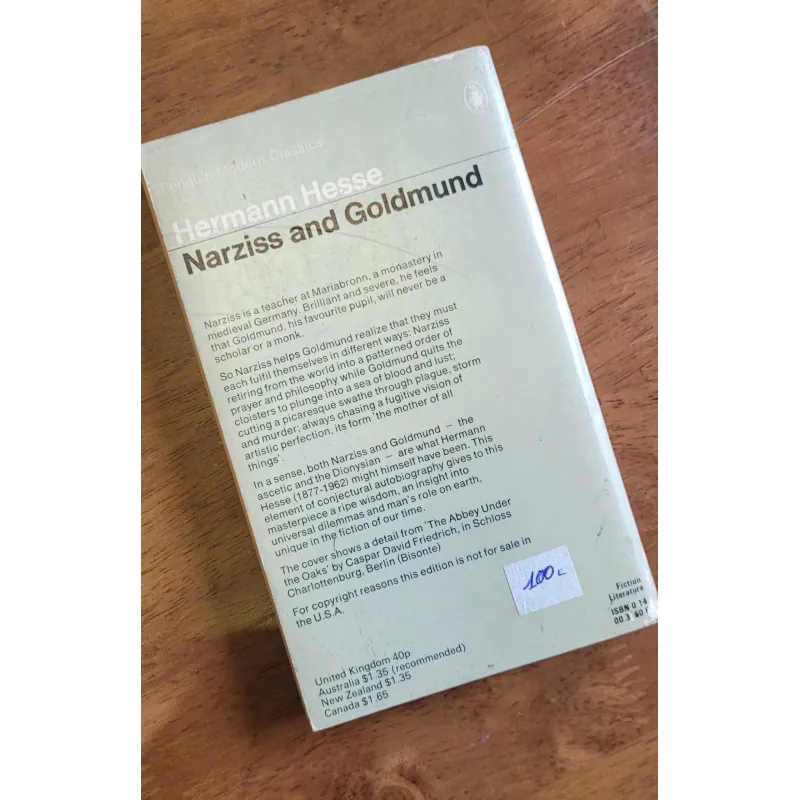 Penguin Modern Classics
Hermann Hesse
Narziss and Goldmund
Narziss is a teacher at Mariabronn, a monastery in
medieval Germany. Brilliant and severe, he feels
that Goldmund, his favourite pupil, will never be a
scholar or a monk.
So Narziss helps Goldmund realize that they must
each fulfil themselves in different ways: Narziss
retiring from the world into a patterned order of
prayer and philosophy while Goldmund quits the
cloisters to plunge into a sea of blood and lust;
cutting a picaresque swathe through plague, storm
and murder; always chasing a fugitive vision of
artistic perfection, its form 'the mother of all
things'.
In a sense, both Narziss and Goldmund – the
ascetic and the Dionysian – are what Hermann
Hesse (1877-1962) might himself have been. This
element of conjectural autobiography gives to this
masterpiece a ripe wisdom, an insight into
universal dilemmas and man's role on earth,
unique in the fiction of our time.
The cover shows a detail from 'The Abbey Under
the Oaks' by Caspar David Friedrich, in Schloss
Charlottenburg, Berlin (Bisonte)
For copyright reasons this edition is not for sale in
the U.S.A.
100
United Kingdom 40p
Australia $1.35 (recommended)
New Zealand $1.35
Canada $1.65
Fiction
Literature
ISBN 0 14
00.3